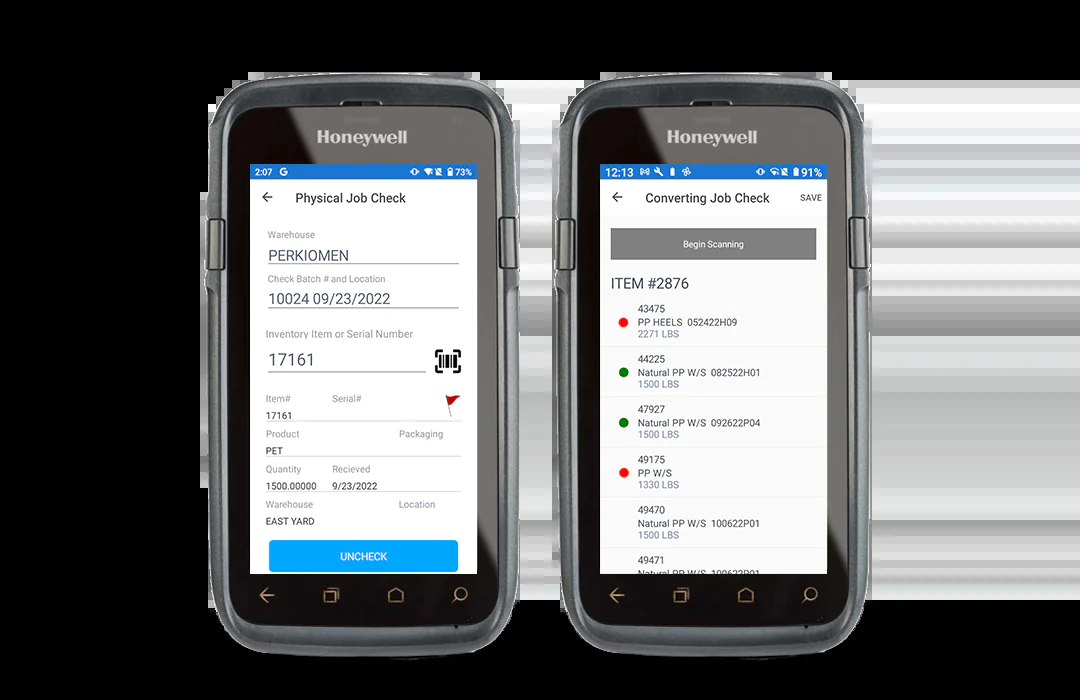 Honeywell
2:07 G 73%
Physical Job Check
Warehouse
PERKIOMEN
Check Batch # and Location
10024 09/23/2022
Inventory Item or Serial Number
17161
Item# Serial#
17161
Product Packaging
PET
Quantity Recieved
1500.00000 9/23/2022
Warehouse Location
EAST YARD
UNCHECK
Honeywell
12:13 91%
Converting Job Check SAVE
Begin Scanning
ITEM #2876
43475
PP HEELS 052422H09
2271 LBS
44225
Natural PP W/S 082522H01
1500 LBS
47927
Natural PP W/S 092622P04
1500 LBS
49175
PP W/S
1330 LBS
49470
Natural PP W/S 100622P01
1500 LBS
49471
Natural PP W/S 100622P01